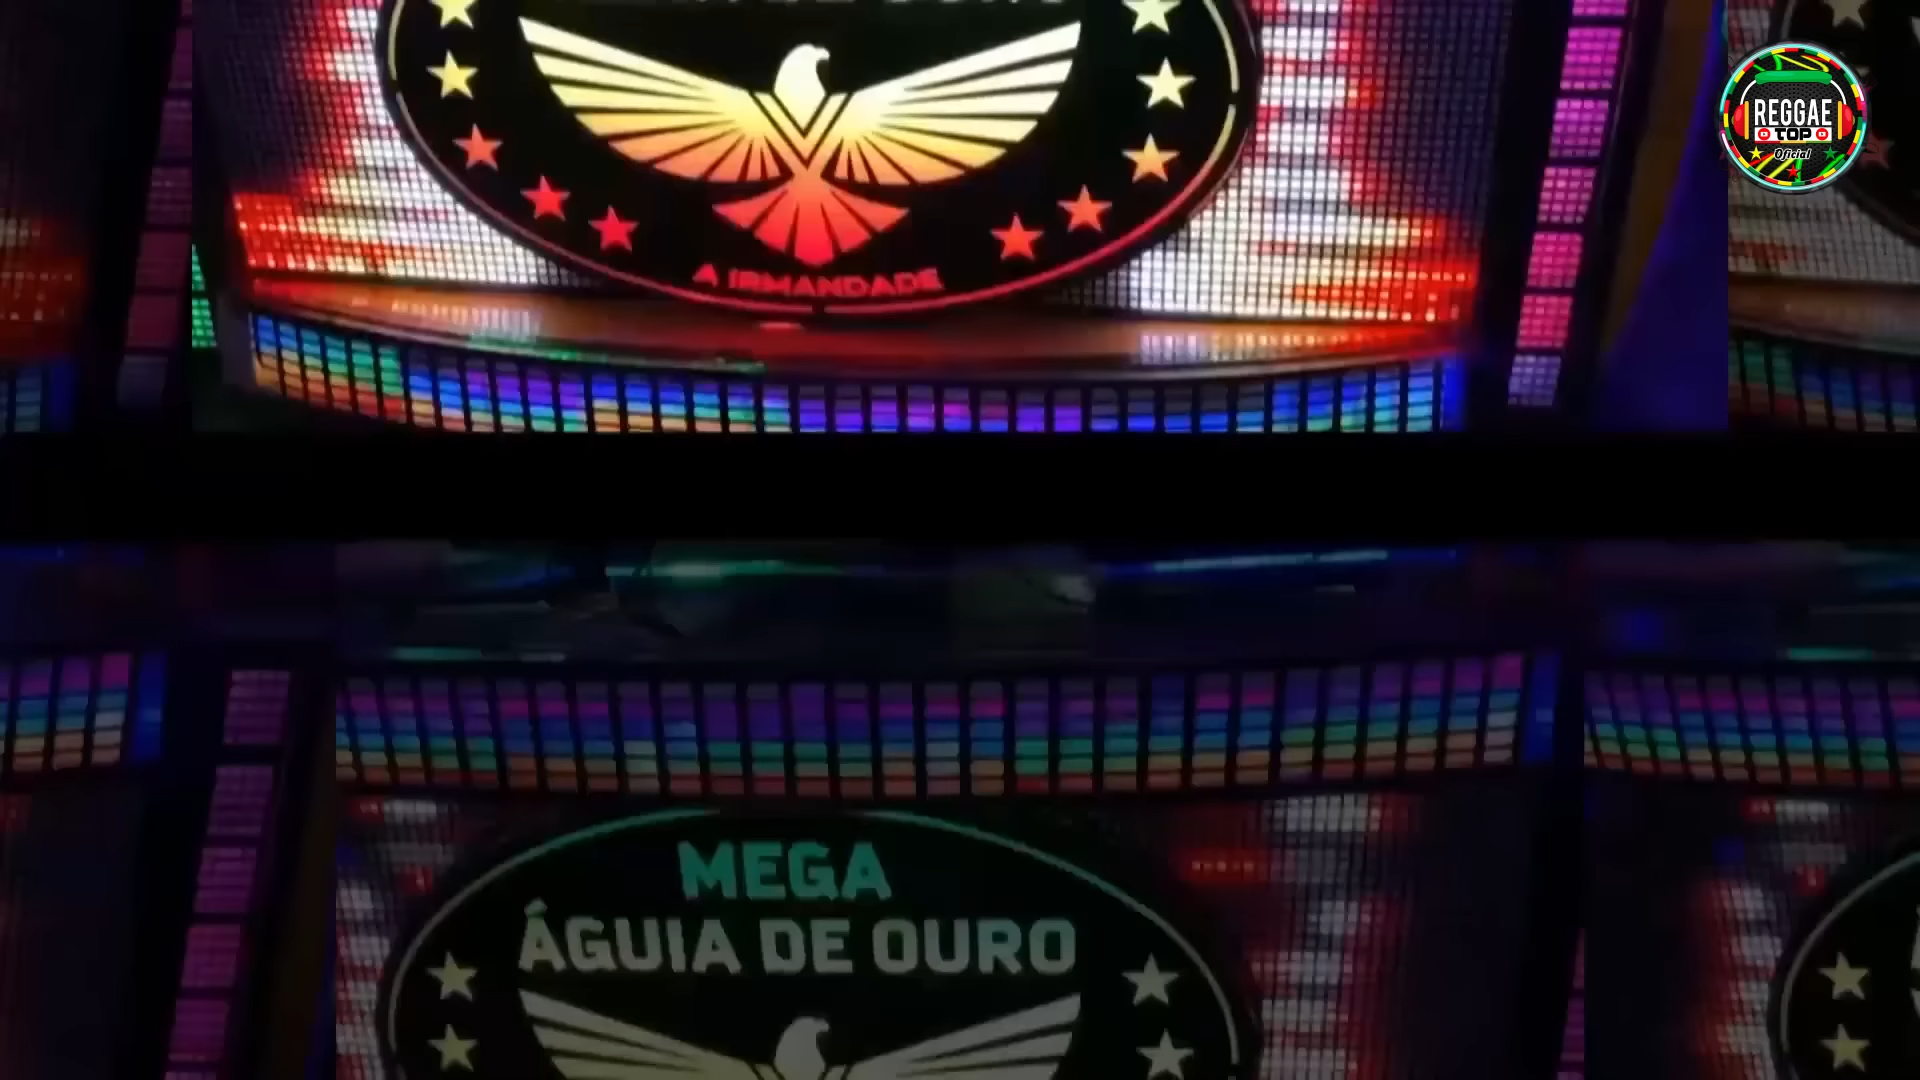 REGGAE
TOP
Oficial
A IRMANDADE
MEGA
ÁGUIA DE OURO